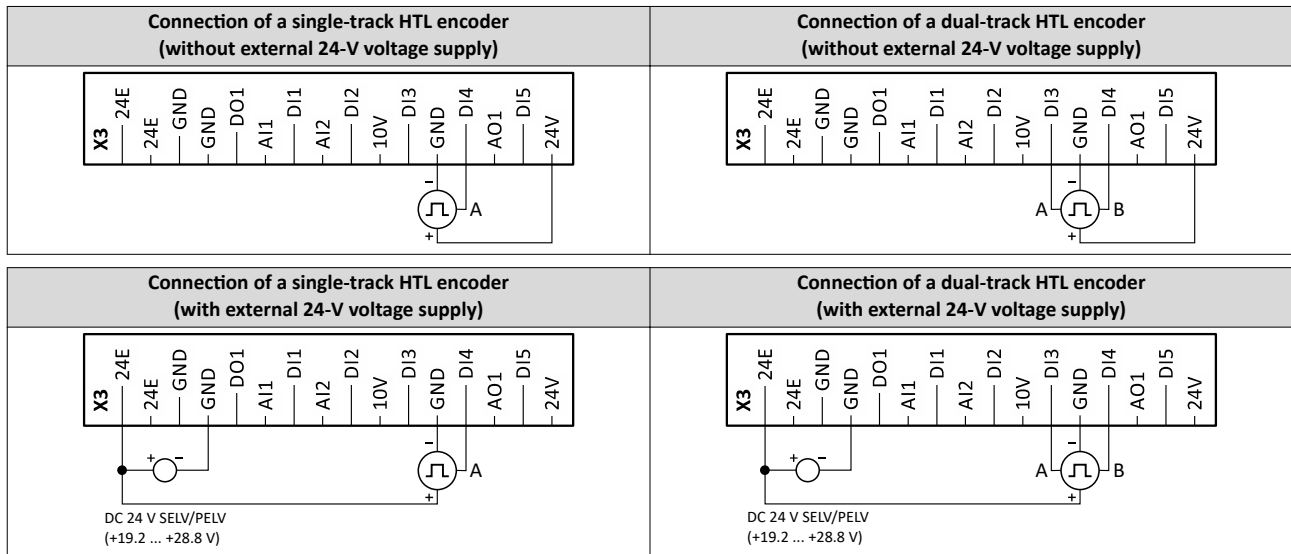 Connection of a single-track HTL encoder
(without external 24-V voltage supply)
Connection of a dual-track HTL encoder
(without external 24-V voltage supply)
X3 24E 24E GND GND DO1 AI1 DI1 AI2 DI2 10V DI3 GND DI4 AO1 DI5 24V
−
A
+
X3 24E 24E GND GND DO1 AI1 DI1 AI2 DI2 10V DI3 GND DI4 AO1 DI5 24V
−
A B
+
Connection of a single-track HTL encoder
(with external 24-V voltage supply)
Connection of a dual-track HTL encoder
(with external 24-V voltage supply)
X3 24E 24E GND GND DO1 AI1 DI1 AI2 DI2 10V DI3 GND DI4 AO1 DI5 24V
+ − −
A
+
DC 24 V SELV/PELV
(+19.2 ... +28.8 V)
X3 24E 24E GND GND DO1 AI1 DI1 AI2 DI2 10V DI3 GND DI4 AO1 DI5 24V
+ − −
A B
+
DC 24 V SELV/PELV
(+19.2 ... +28.8 V)